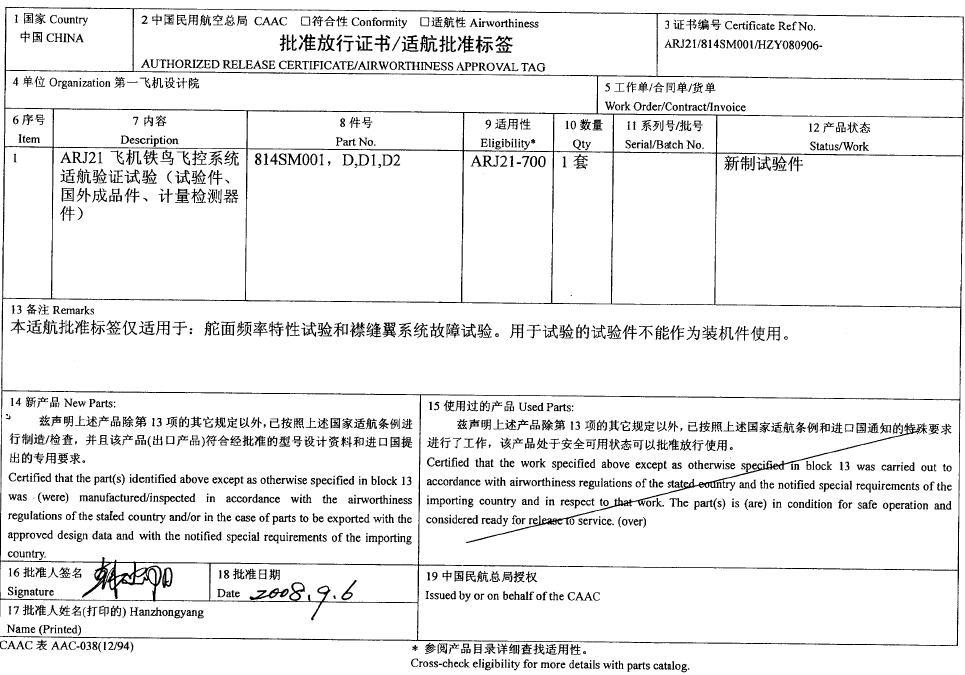 1 国家 Country
中国 CHINA
2 中国民用航空总局 CAAC □符合性 Conformity □适航性 Airworthiness
批准放行证书/适航批准标签
AUTHORIZED RELEASE CERTIFICATE/AIRWORTHINESS APPROVAL TAG
3 证书编号 Certificate Ref No.
ARJ21/814SM001/HZY080906-
4 单位 Organization 第一飞机设计院
5 工作单/合同单/货单
Work Order/Contract/Invoice
6 序号
Item
7 内容
Description
8 件号
Part No.
9 适用性
Eligibility*
10 数量
Qty
11 系列号/批号
Serial/Batch No.
12 产品状态
Status/Work
1
ARJ21 飞机铁鸟飞控系统
适航验证试验（试验件、
国外成品件、计量检测器
件）
814SM001，D,D1,D2
ARJ21-700
1 套
新制试验件
13 备注 Remarks
本适航批准标签仅适用于：舵面频率特性试验和襟缝翼系统故障试验。用于试验的试验件不能作为装机件使用。
14 新产品 New Parts:
兹声明上述产品除第 13 项的其它规定以外,已按照上述国家适航条例进
行制造/检查，并且该产品(出口产品)符合经批准的型号设计资料和进口国提
出的专用要求。
Certified that the part(s) identified above except as otherwise specified in block 13
was (were) manufactured/inspected in accordance with the airworthiness
regulations of the stated country and/or in the case of parts to be exported with the
approved design data and with the notified special requirements of the importing
country.
15 使用过的产品 Used Parts:
兹声明上述产品除第 13 项的其它规定以外,已按照上述国家适航条例和进口国通知的特殊要求
进行了工作，该产品处于安全可用状态可以批准放行使用。
Certified that the work specified above except as otherwise specified in block 13 was carried out to
accordance with airworthiness regulations of the stated country and the notified special requirements of the
importing country and in respect to that work. The part(s) is (are) in condition for safe operation and
considered ready for release to service. (over)
16 批准人签名
Signature
18 批准日期
Date 2008.9.6
17 批准人姓名(打印的) Hanzhongyang
Name (Printed)
19 中国民航总局授权
Issued by or on behalf of the CAAC
CAAC 表 AAC-038(12/94)
* 参阅产品目录详细查找适用性。
Cross-check eligibility for more details with parts catalog.